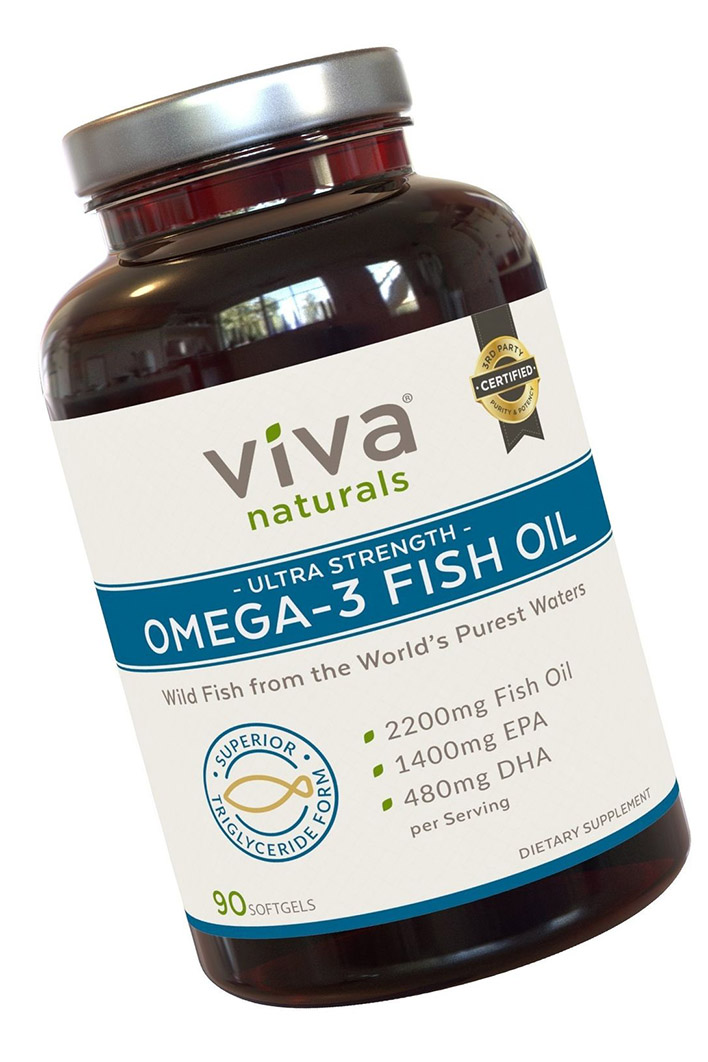 3RD PARTY
·CERTIFIED·
PURITY & POTENCY
viva®
naturals
- ULTRA STRENGTH -
OMEGA-3 FISH OIL
Wild Fish from the World's Purest Waters
2200mg Fish Oil
1400mg EPA
480mg DHA
per Serving
· SUPERIOR ·
TRIGLYCERIDE FORM
DIETARY SUPPLEMENT
90 SOFTGELS